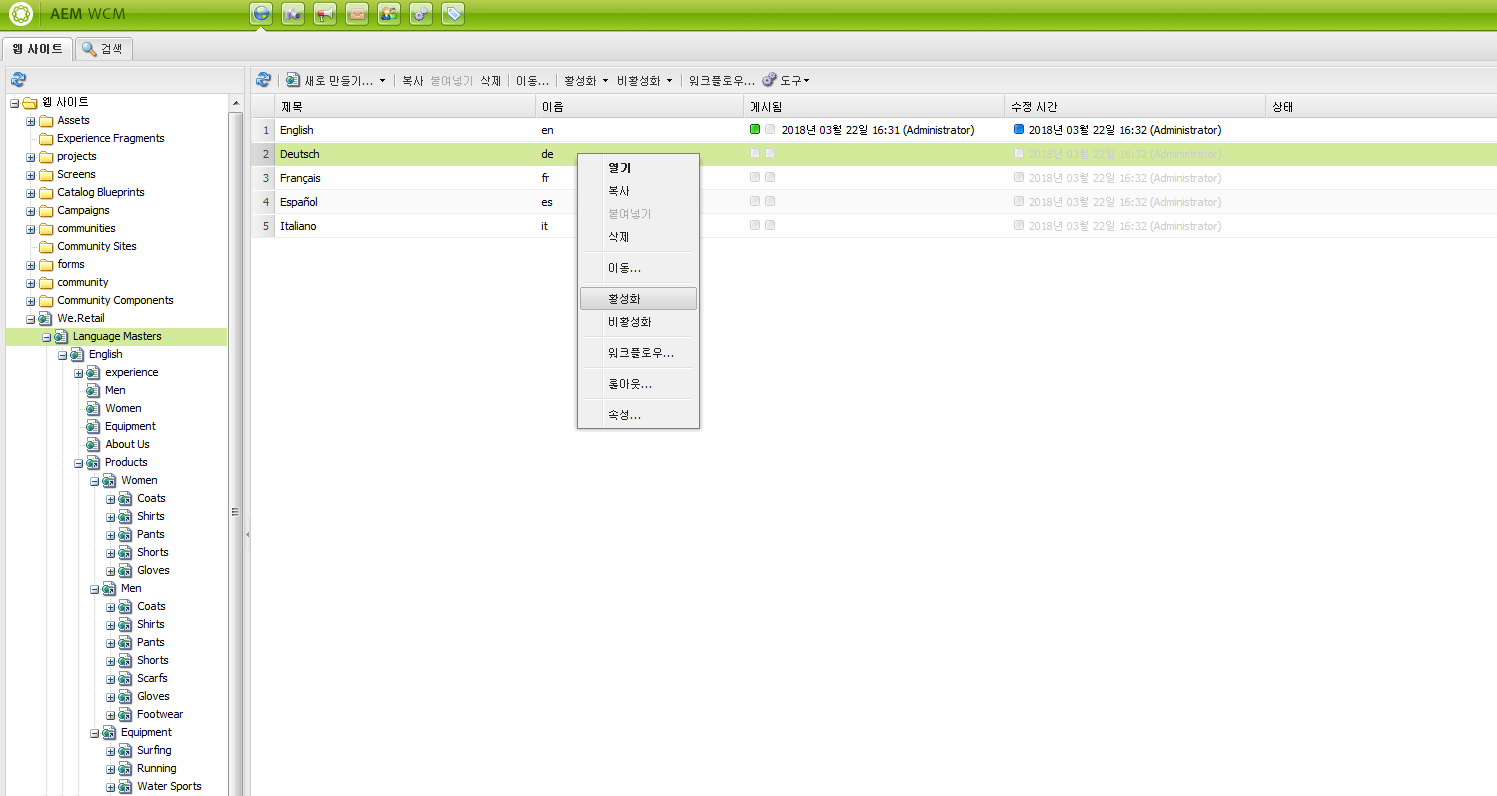 AEM WCM
웹 사이트
검색
새로 만들기... 복사 붙여넣기 삭제 이동... 활성화 비활성화 워크플로우... 도구
웹 사이트
Assets
Experience Fragments
projects
Screens
Catalog Blueprints
Campaigns
communities
Community Sites
forms
community
Community Components
We.Retail
Language Masters
English
experience
Men
Women
Equipment
About Us
Products
Women
Coats
Shirts
Pants
Shorts
Gloves
Men
Coats
Shirts
Pants
Shorts
Scarfs
Gloves
Footwear
Equipment
Surfing
Running
Water Sports
제목 이름 게시됨 수정 시간 상태
1 English en 2018년 03월 22일 16:31 (Administrator) 2018년 03월 22일 16:32 (Administrator)
2 Deutsch de 2018년 03월 22일 16:32 (Administrator)
3 Français fr 2018년 03월 22일 16:32 (Administrator)
4 Español es 2018년 03월 22일 16:32 (Administrator)
5 Italiano it 2018년 03월 22일 16:32 (Administrator)
열기
복사
붙여넣기
삭제
이동...
활성화
비활성화
워크플로우...
롤아웃...
속성...